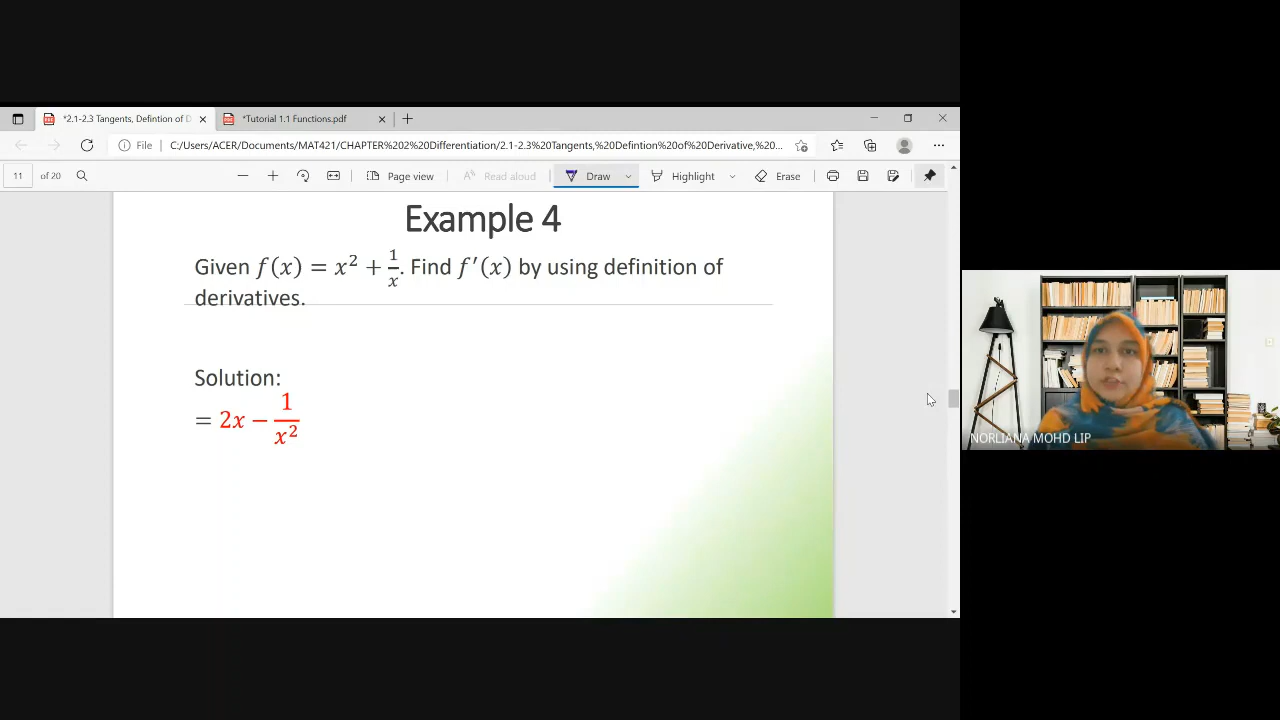 *2.1-2.3 Tangents, Defintion of D
*Tutorial 1.1 Functions.pdf
File
C:/Users/ACER/Documents/MAT421/CHAPTER%202%20Differentiation/2.1-2.3%20Tangents,%20Defintion%20of%20Derivative,%20...
11 of 20
Page view
Read aloud
Draw
Highlight
Erase
Example 4
Given f(x) = x² + 1/x. Find f′(x) by using definition of
derivatives.
Solution:
= 2x − 1/x²
NORLIANA MOHD LIP